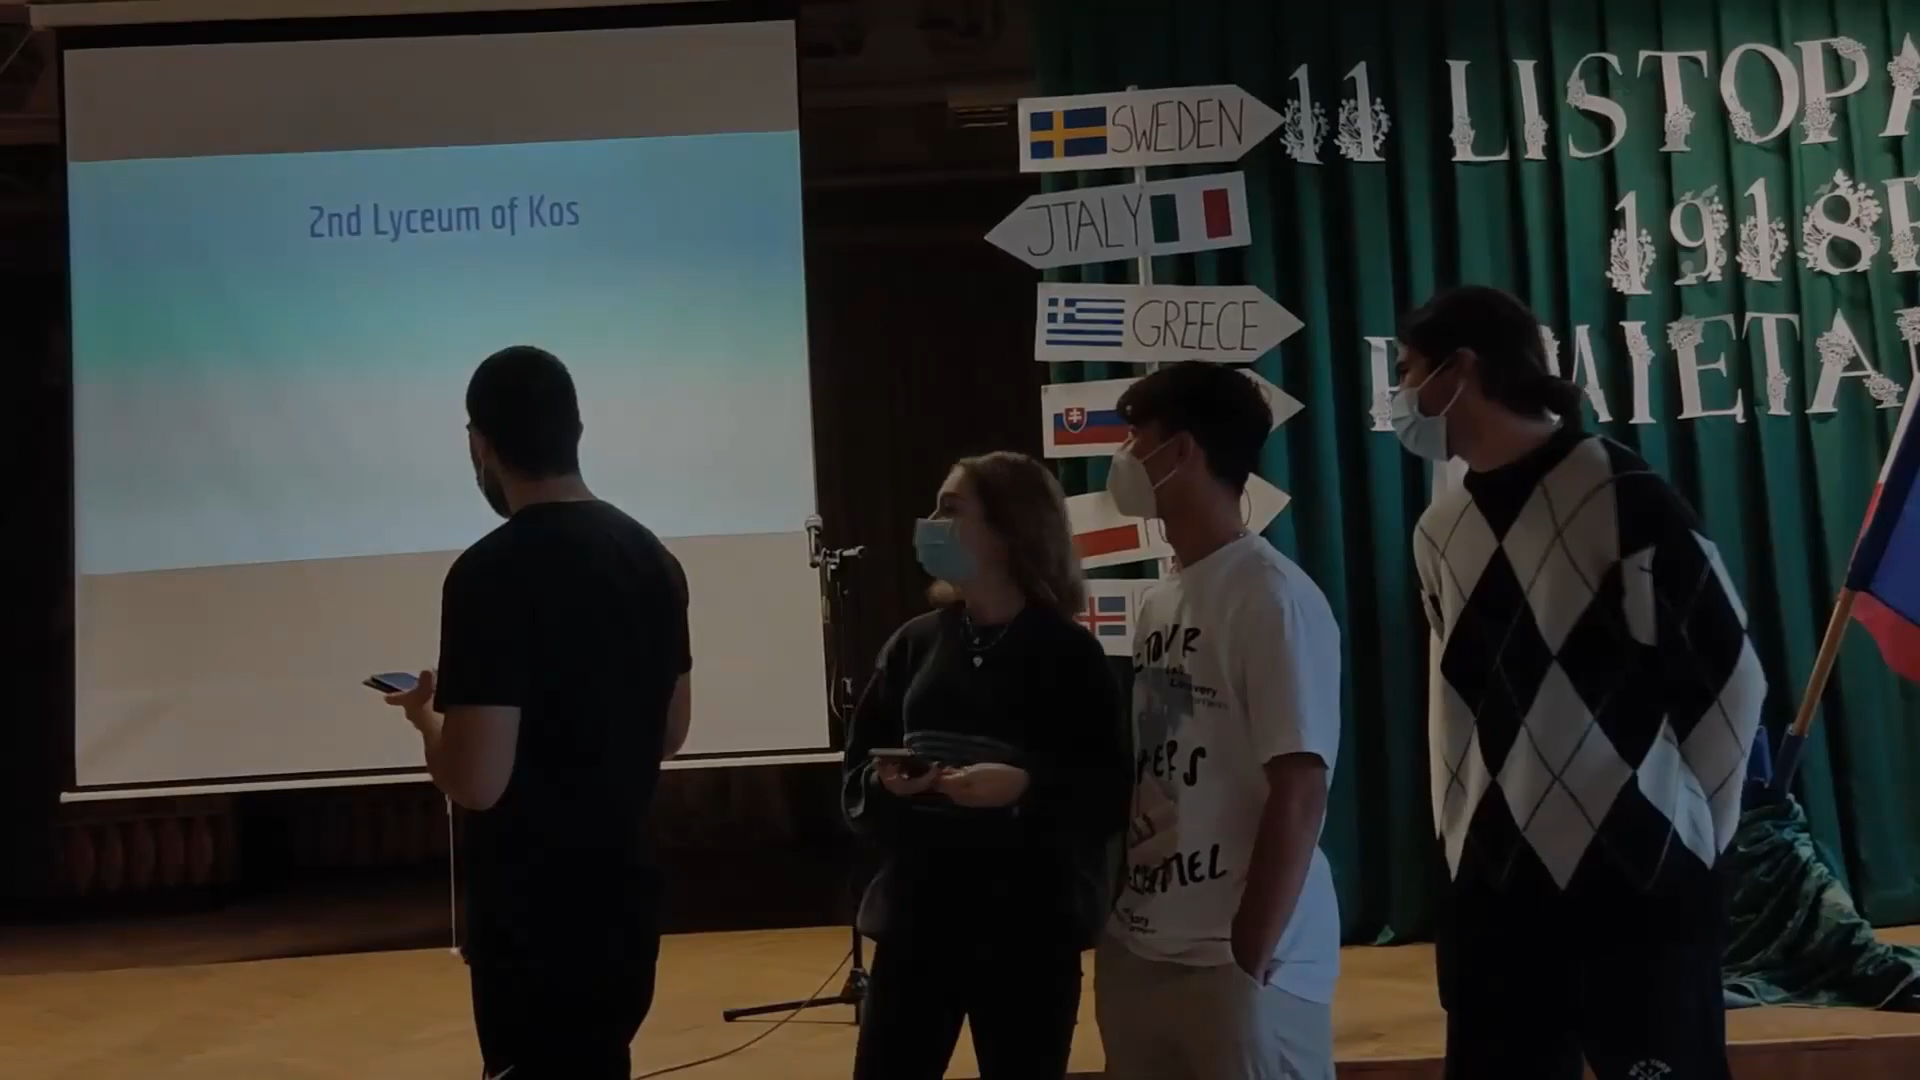 2nd Lyceum of Kos
SWEDEN
JTALY
GREECE
11 LISTOPA
1918